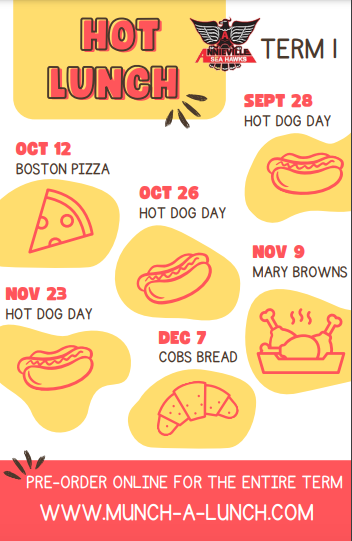 HOT
LUNCH
ANNIEVILLE
SEA HAWKS
TERM 1
SEPT 28
HOT DOG DAY
OCT 12
BOSTON PIZZA
OCT 26
HOT DOG DAY
NOV 9
MARY BROWNS
NOV 23
HOT DOG DAY
DEC 7
COBS BREAD
PRE-ORDER ONLINE FOR THE ENTIRE TERM
WWW.MUNCH-A-LUNCH.COM